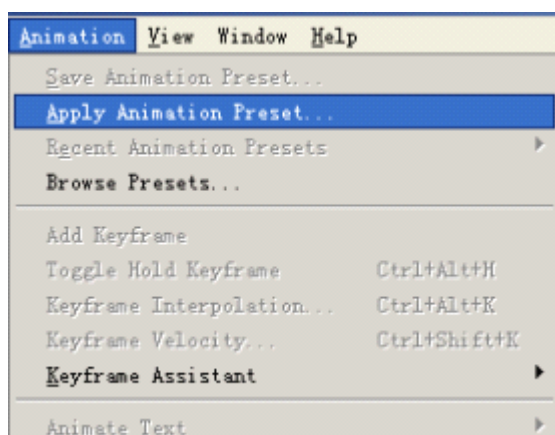 Animation View Window Help
Save Animation Preset...
Apply Animation Preset...
Recent Animation Presets
Browse Presets...
Add Keyframe
Toggle Hold Keyframe Ctrl+Alt+H
Keyframe Interpolation... Ctrl+Alt+K
Keyframe Velocity... Ctrl+Shift+K
Keyframe Assistant
Animate Text